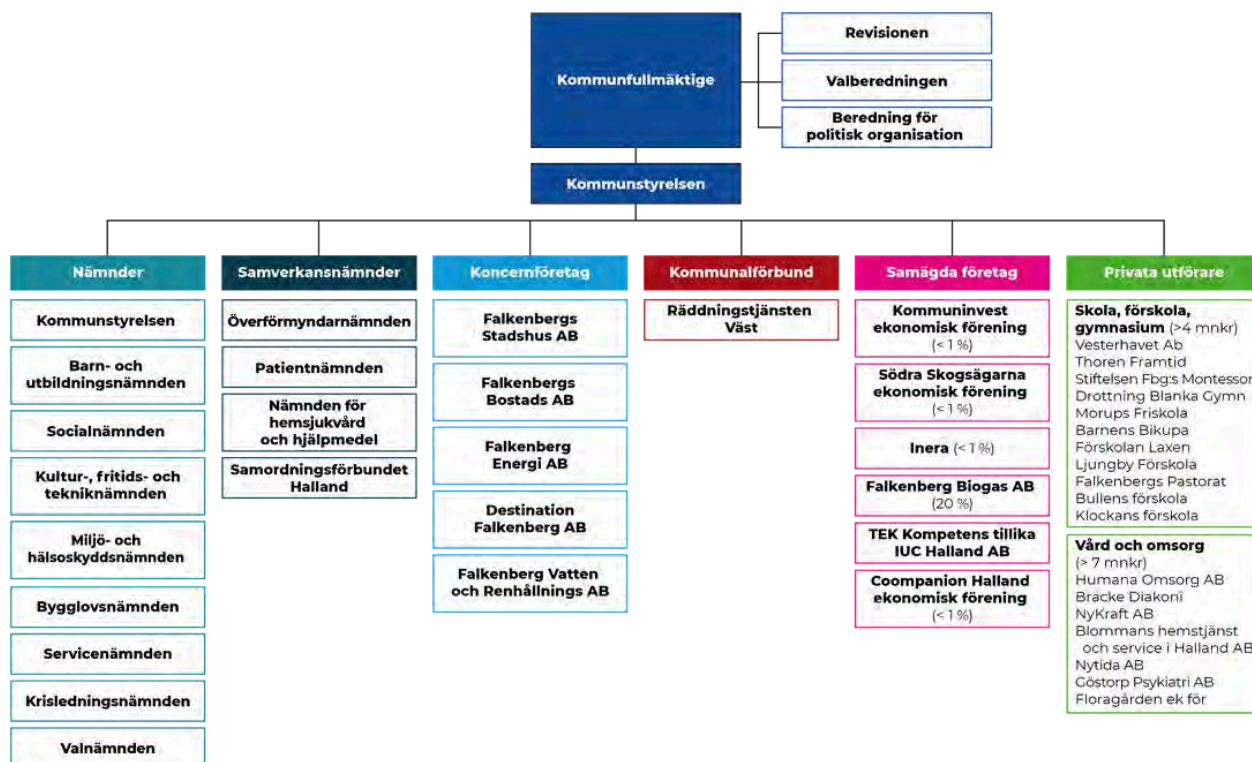 Kommunfullmäktige
Revisionen
Valberedningen
Beredning för
politisk organisation
Kommunstyrelsen
Nämnder
Kommunstyrelsen
Barn- och
utbildningsnämnden
Socialnämnden
Kultur-, fritids- och
tekniknämnden
Miljö- och
hälsoskyddsnämnden
Bygglovsnämnden
Servicenämnden
Krisledningsnämnden
Valnämnden
Samverkansnämnder
Överförmyndarnämnden
Patientnämnden
Nämnden för
hemsjukvård
och hjälpmedel
Samordningsförbundet
Halland
Koncernföretag
Falkenbergs
Stadshus AB
Falkenbergs
Bostads AB
Falkenberg
Energi AB
Destination
Falkenberg AB
Falkenberg Vatten
och Renhållnings AB
Kommunalförbund
Räddningstjänsten
Väst
Samägda företag
Kommuninvest
ekonomisk förening
(< 1 %)
Södra Skogsägarna
ekonomisk förening
(< 1 %)
Inera (< 1 %)
Falkenberg Biogas AB
(20 %)
TEK Kompetens tillika
IUC Halland AB
Coompanion Halland
ekonomisk förening
(< 1 %)
Privata utförare
Skola, förskola,
gymnasium (>4 mnkr)
Vesterhavet Ab
Thoren Framtid
Stiftelsen Fbg:s Montessor
Drottning Blanka Gymn
Morups Friskola
Barnens Bikupa
Förskolan Laxen
Ljungby Förskola
Falkenbergs Pastorat
Bullens förskola
Klockans förskola
Vård och omsorg
(> 7 mnkr)
Humana Omsorg AB
Bräcke Diakoni
NyKraft AB
Blommans hemstjänst
och service i Halland AB
Nytida AB
Göstorp Psykiatri AB
Floragården ek för